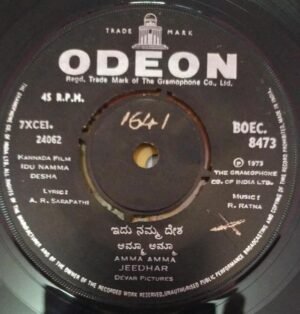 TRADE MARK
ODEON
Regd. Trade Mark of The Gramophone Co., Ltd.
45 R.P.M.
1641
7XCEI.
24062
BOEC.
8473
KANNADA FILM
IDU NAMMA
DESHA
LYRIC:
A. R. SARAPATHI
℗ 1973
THE GRAMOPHONE
CO. OF INDIA LTD.
MUSIC:
R. RATNA
ಇದು ನಮ್ಮ ದೇಶ
ಅಮ್ಮಾ ಅಮ್ಮಾ
AMMA AMMA
JEEDHAR
DEVAR PICTURES